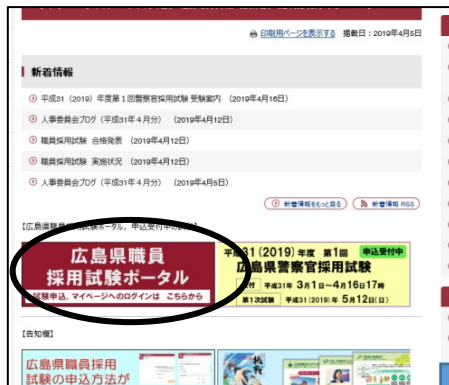 印刷用ページを表示する 掲載日:2019年4月5日
新着情報
平成31(2019)年度第1回警察官採用試験 受験案内 (2019年4月16日)
人事委員会ブログ(平成31年4月分) (2019年4月12日)
職員採用試験 合格発表 (2019年4月12日)
職員採用試験 実施状況 (2019年4月12日)
人事委員会ブログ(平成31年4月分) (2019年4月5日)
新着情報をもっと見る 新着情報 RSS
広島県職員
採用試験ポータル
試験申込、マイページへのログインは こちらから
平成31(2019)年度 第1回 申込受付中
広島県警察官採用試験
受付 平成31年 3月1日~4月16日17時
第1次試験 平成31(2019)年 5月12日(日)
【告知欄】
広島県職員採用
試験の申込方法が